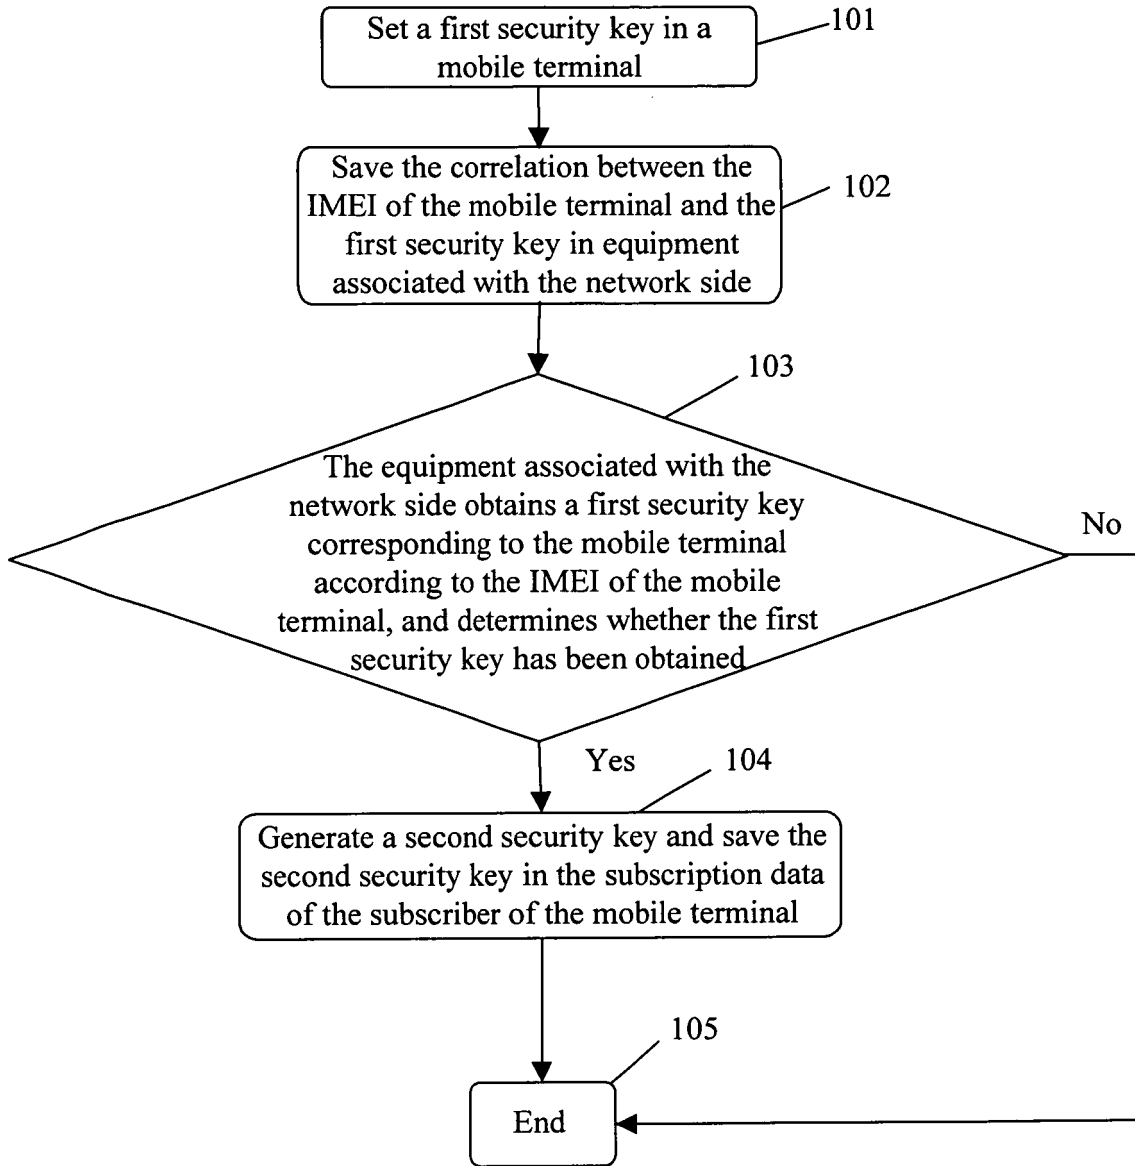 Set a first security key in a
mobile terminal
101
Save the correlation between the
IMEI of the mobile terminal and the
first security key in equipment
associated with the network side
102
103
The equipment associated with the
network side obtains a first security key
corresponding to the mobile terminal
according to the IMEI of the mobile
terminal, and determines whether the first
security key has been obtained
No
Yes
104
Generate a second security key and save the
second security key in the subscription data
of the subscriber of the mobile terminal
105
End